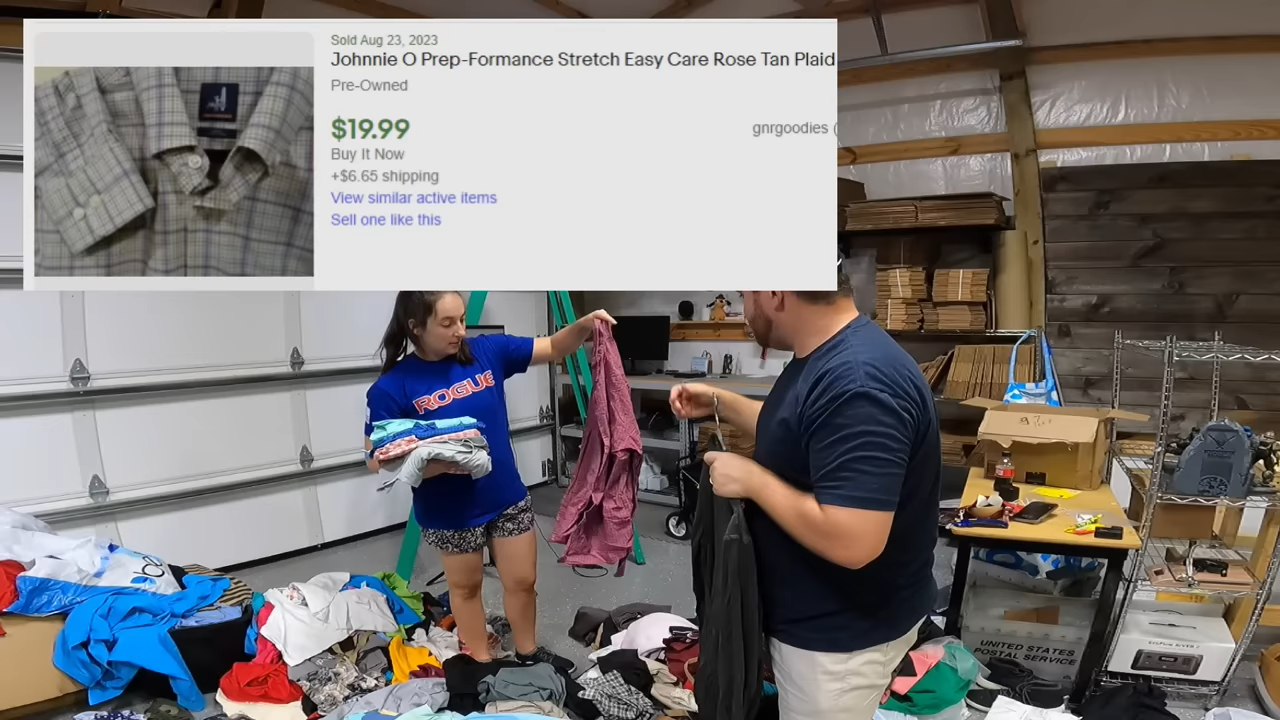 Sold Aug 23, 2023
Johnnie O Prep-Formance Stretch Easy Care Rose Tan Plaid
Pre-Owned
$19.99
gnrgoodies (
Buy It Now
+$6.65 shipping
View similar active items
Sell one like this
ROGUE
UNITED STATES
POSTAL SERVICE